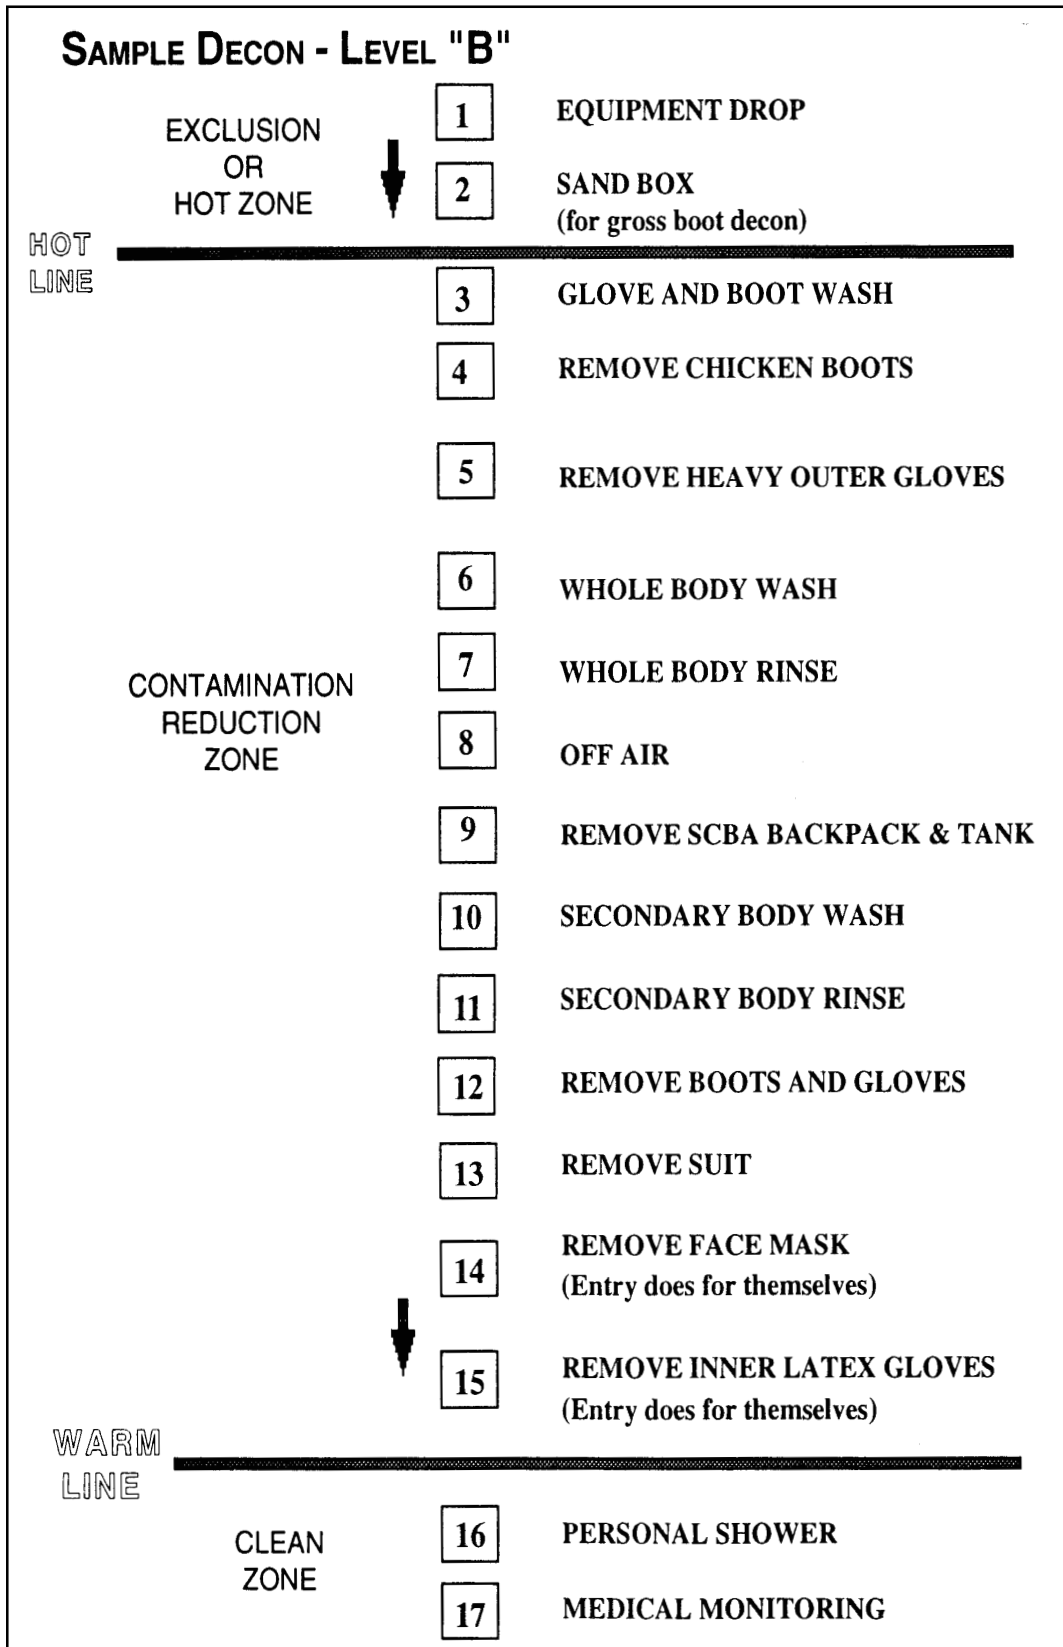 SAMPLE DECON - LEVEL "B"
EXCLUSION
OR
HOT ZONE
1 EQUIPMENT DROP
2 SAND BOX
(for gross boot decon)
HOT
LINE
3 GLOVE AND BOOT WASH
4 REMOVE CHICKEN BOOTS
5 REMOVE HEAVY OUTER GLOVES
6 WHOLE BODY WASH
CONTAMINATION
REDUCTION
ZONE
7 WHOLE BODY RINSE
8 OFF AIR
9 REMOVE SCBA BACKPACK & TANK
10 SECONDARY BODY WASH
11 SECONDARY BODY RINSE
12 REMOVE BOOTS AND GLOVES
13 REMOVE SUIT
14 REMOVE FACE MASK
(Entry does for themselves)
15 REMOVE INNER LATEX GLOVES
(Entry does for themselves)
WARM
LINE
CLEAN
ZONE
16 PERSONAL SHOWER
17 MEDICAL MONITORING